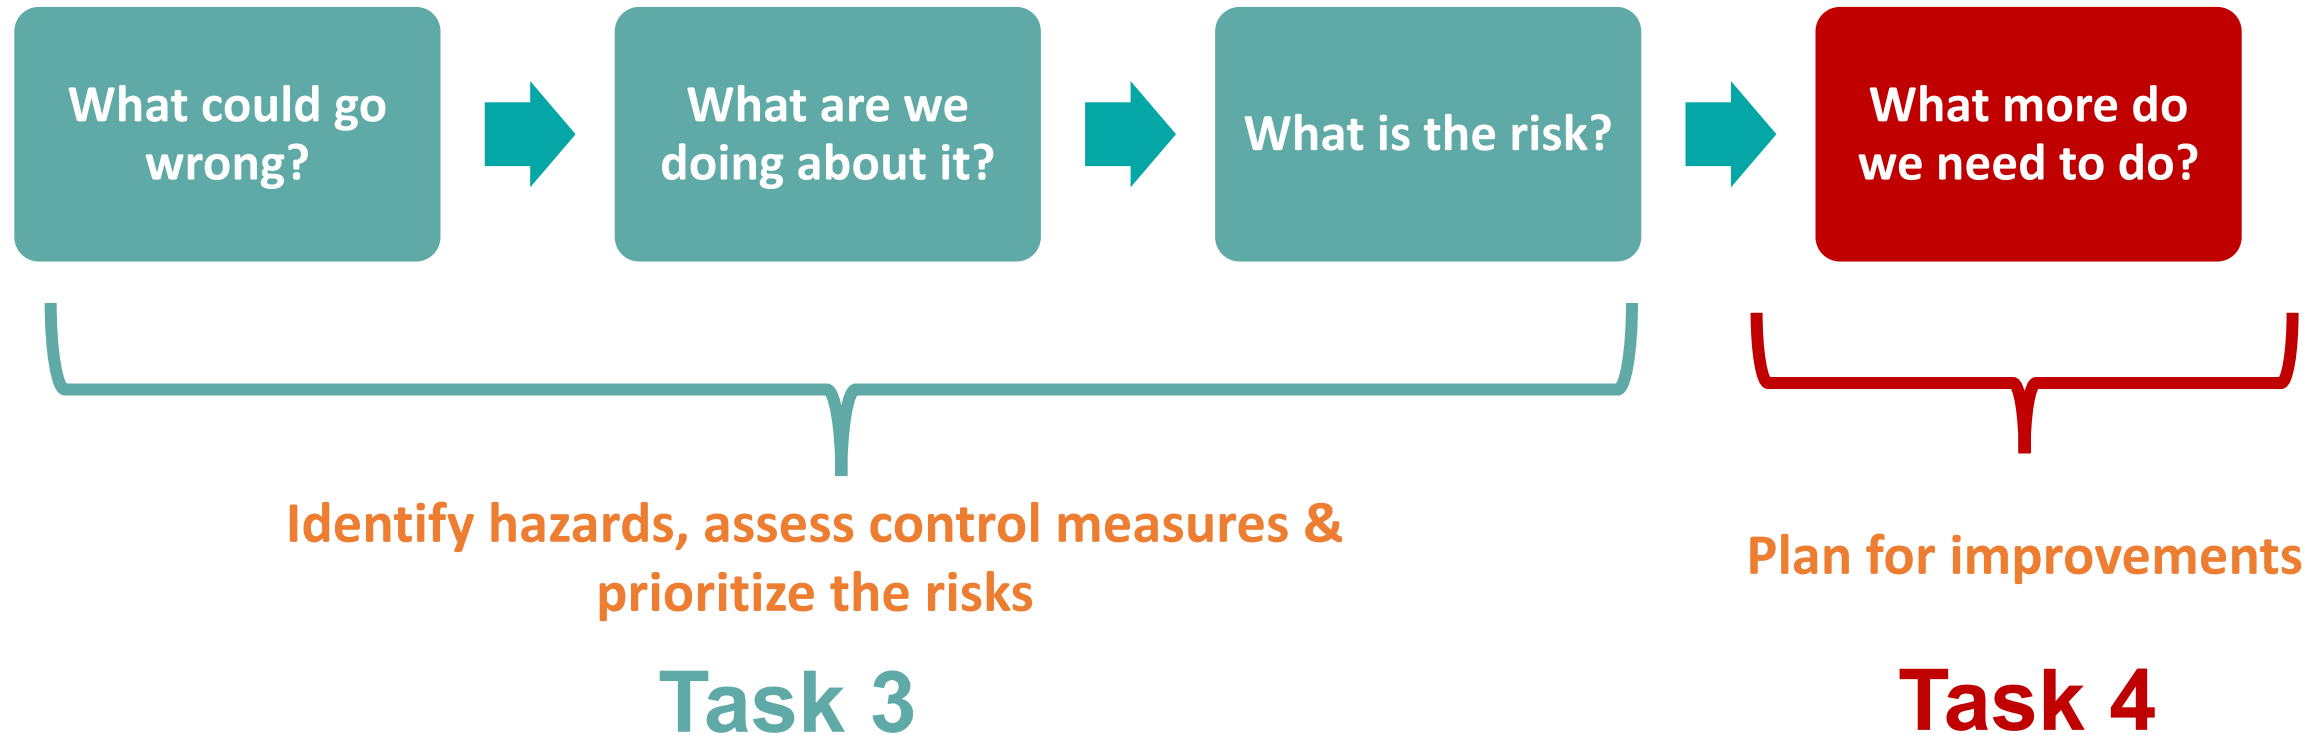 What could go
wrong?
What are we
doing about it?
What is the risk?
What more do
we need to do?
Identify hazards, assess control measures &
prioritize the risks
Plan for improvements
Task 3
Task 4